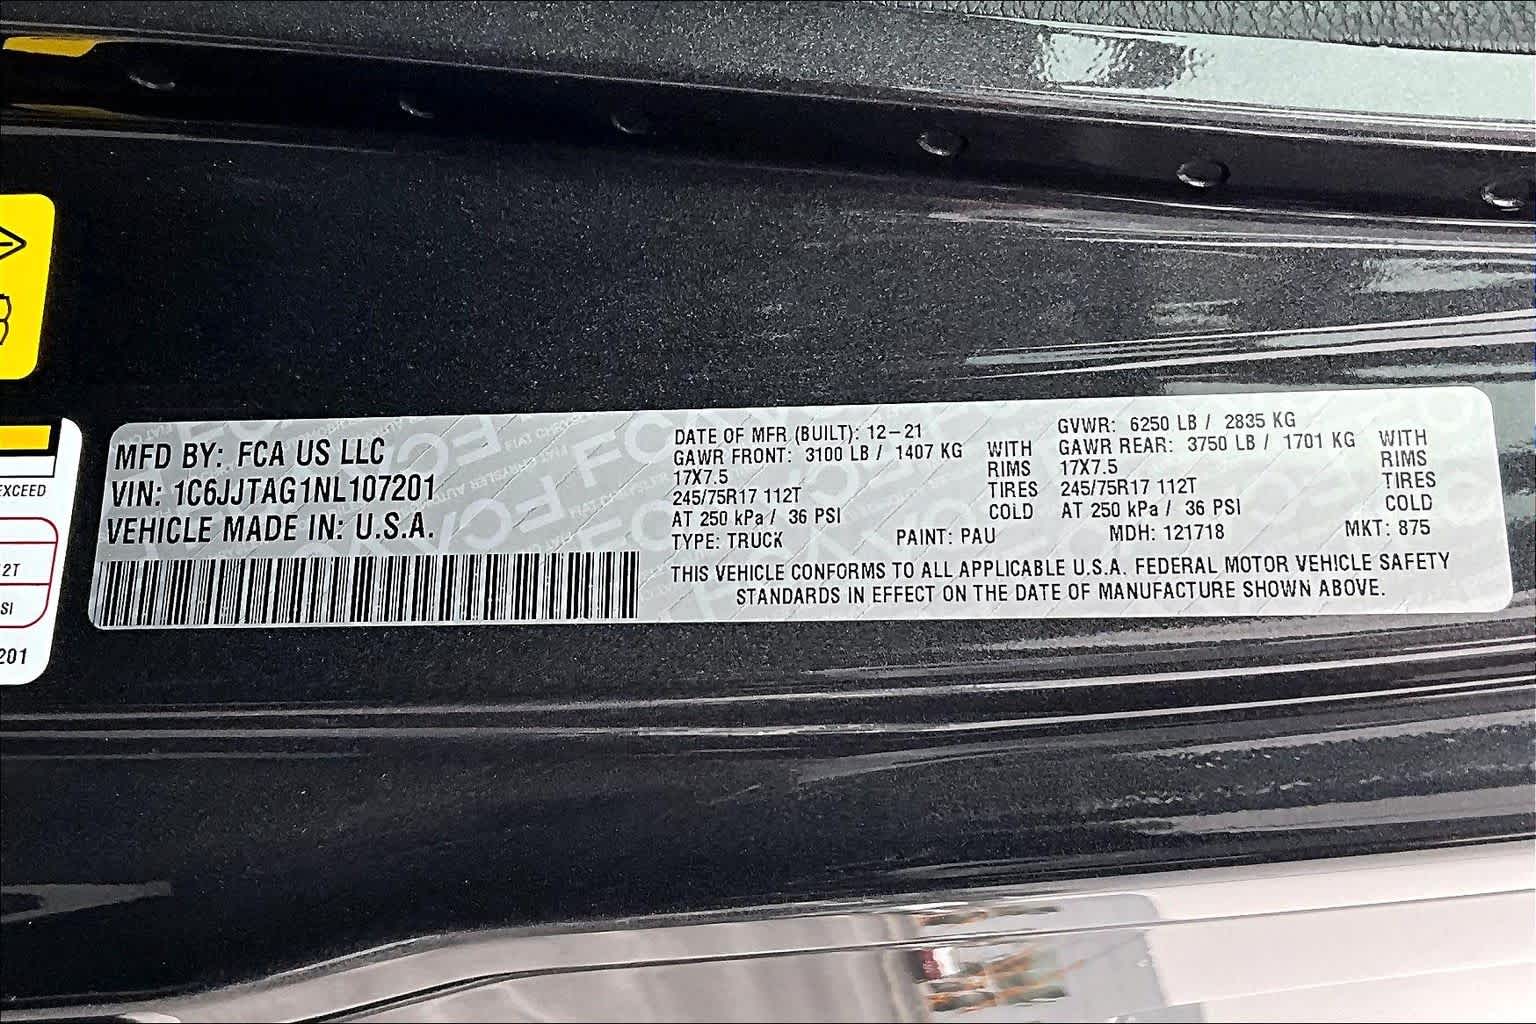 MFD BY: FCA US LLC
VIN: 1C6JJTAG1NL107201
VEHICLE MADE IN: U.S.A.
DATE OF MFR (BUILT): 12-21
GAWR FRONT: 3100 LB / 1407 KG WITH
17X7.5 RIMS
245/75R17 112T TIRES
AT 250 kPa / 36 PSI COLD
GVWR: 6250 LB / 2835 KG
GAWR REAR: 3750 LB / 1701 KG WITH
17X7.5 RIMS
245/75R17 112T TIRES
AT 250 kPa / 36 PSI COLD
TYPE: TRUCK PAINT: PAU MDH: 121718 MKT: 875
THIS VEHICLE CONFORMS TO ALL APPLICABLE U.S.A. FEDERAL MOTOR VEHICLE SAFETY
STANDARDS IN EFFECT ON THE DATE OF MANUFACTURE SHOWN ABOVE.
EXCEED
2T
SI
201